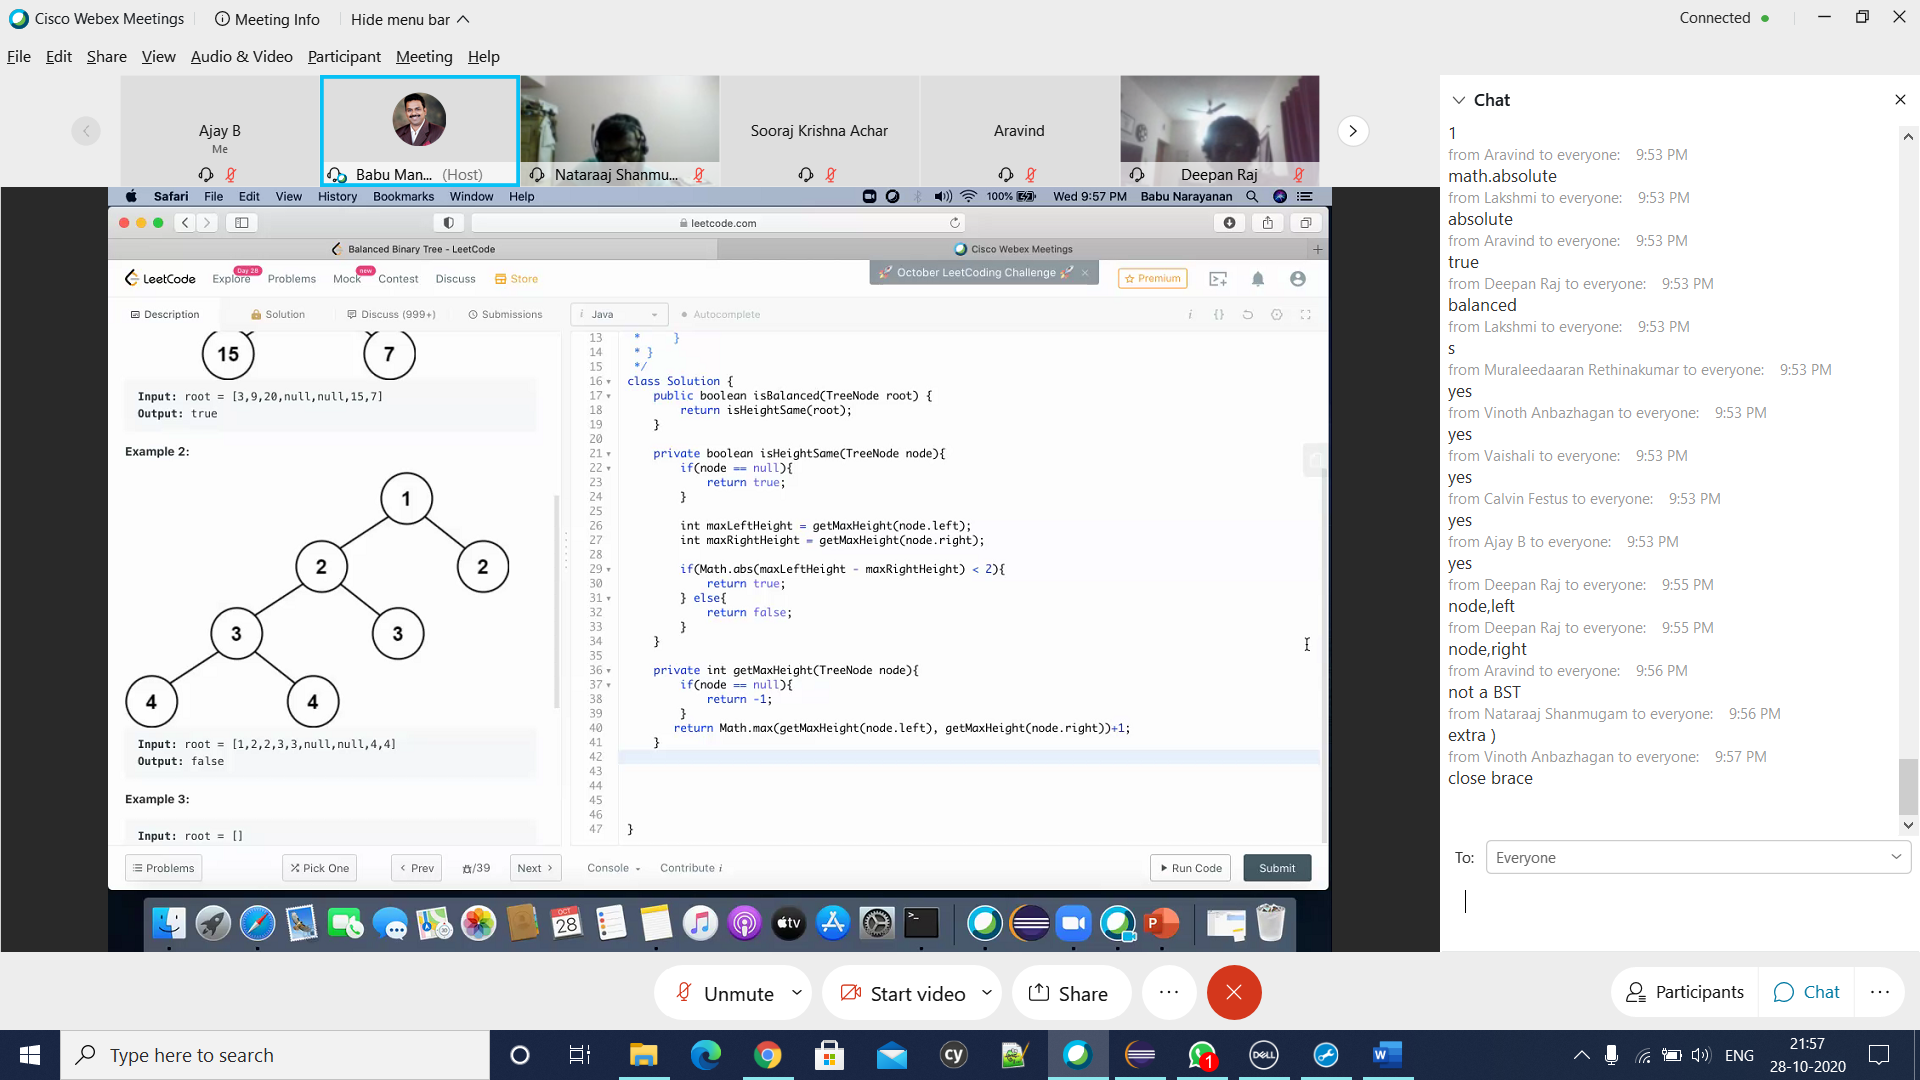 Cisco Webex Meetings
Meeting Info
Hide menu bar
Connected
File Edit Share View Audio & Video Participant Meeting Help
Ajay B
Me
Babu Man... (Host)
Nataraaj Shanmu...
Sooraj Krishna Achar
Aravind
Deepan Raj
Safari File Edit View History Bookmarks Window Help
100% Wed 9:57 PM Babu Narayanan
leetcode.com
Balanced Binary Tree - LeetCode
Cisco Webex Meetings
LeetCode
Explore
Day 28
Problems
Mock
new
Contest
Discuss
Store
October LeetCoding Challenge
Premium
Description
Solution
Discuss (999+)
Submissions
Java
Autocomplete
15
7
Input: root = [3,9,20,null,null,15,7]
Output: true
Example 2:
1
2
2
3
3
4
4
Input: root = [1,2,2,3,3,null,null,4,4]
Output: false
Example 3:
Input: root = []
13 * }
14 * }
15 */
16 class Solution {
17 public boolean isBalanced(TreeNode root) {
18 return isHeightSame(root);
19 }
20
21 private boolean isHeightSame(TreeNode node){
22 if(node == null){
23 return true;
24 }
25
26 int maxLeftHeight = getMaxHeight(node.left);
27 int maxRightHeight = getMaxHeight(node.right);
28
29 if(Math.abs(maxLeftHeight - maxRightHeight) < 2){
30 return true;
31 } else{
32 return false;
33 }
34 }
35
36 private int getMaxHeight(TreeNode node){
37 if(node == null){
38 return -1;
39 }
40 return Math.max(getMaxHeight(node.left), getMaxHeight(node.right))+1;
41 }
42
43
44
45
46
47 }
Problems
Pick One
Prev
/39
Next
Console
Contribute i
Run Code
Submit
OCT
28
tv
Chat
1
from Aravind to everyone: 9:53 PM
math.absolute
from Lakshmi to everyone: 9:53 PM
absolute
from Aravind to everyone: 9:53 PM
true
from Deepan Raj to everyone: 9:53 PM
balanced
from Lakshmi to everyone: 9:53 PM
s
from Muraleedaaran Rethinakumar to everyone: 9:53 PM
yes
from Vinoth Anbazhagan to everyone: 9:53 PM
yes
from Vaishali to everyone: 9:53 PM
yes
from Calvin Festus to everyone: 9:53 PM
yes
from Ajay B to everyone: 9:53 PM
yes
from Deepan Raj to everyone: 9:55 PM
node,left
from Deepan Raj to everyone: 9:55 PM
node,right
from Aravind to everyone: 9:56 PM
not a BST
from Nataraaj Shanmugam to everyone: 9:56 PM
extra )
from Vinoth Anbazhagan to everyone: 9:57 PM
close brace
To: Everyone
Unmute
Start video
Share
Participants
Chat
Type here to search
cy
1
DELL
W
ENG
21:57
28-10-2020